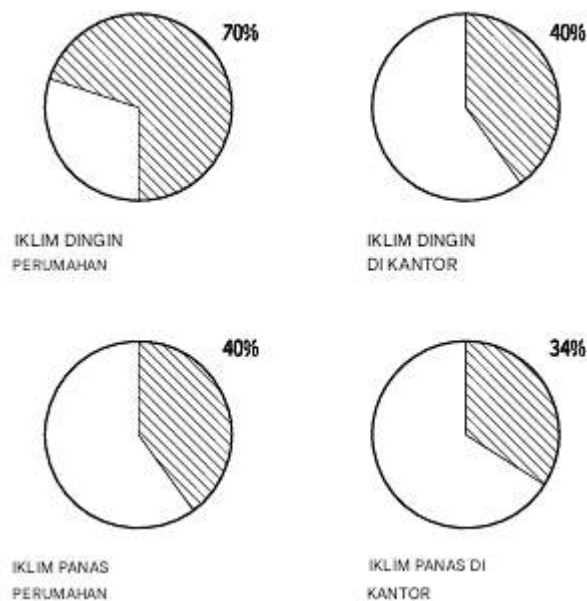 70%
IKLIM DINGIN
PERUMAHAN
40%
IKLIM DINGIN
DI KANTOR
40%
IKLIM PANAS
PERUMAHAN
34%
IKLIM PANAS DI
KANTOR